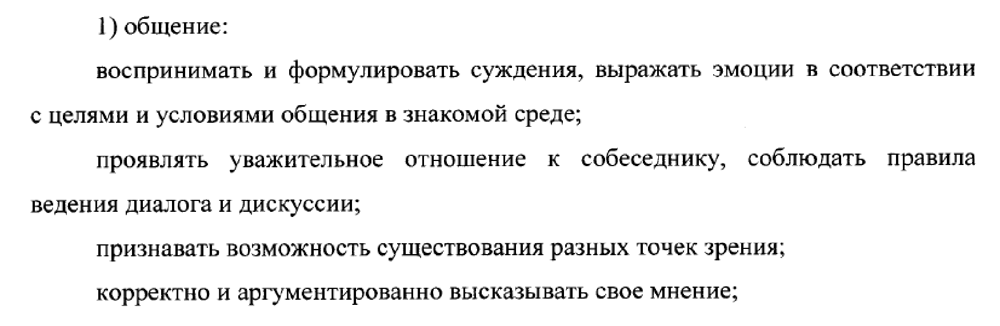 1) общение:
воспринимать и формулировать суждения, выражать эмоции в соответствии
с целями и условиями общения в знакомой среде;
проявлять уважительное отношение к собеседнику, соблюдать правила
ведения диалога и дискуссии;
признавать возможность существования разных точек зрения;
корректно и аргументированно высказывать свое мнение;